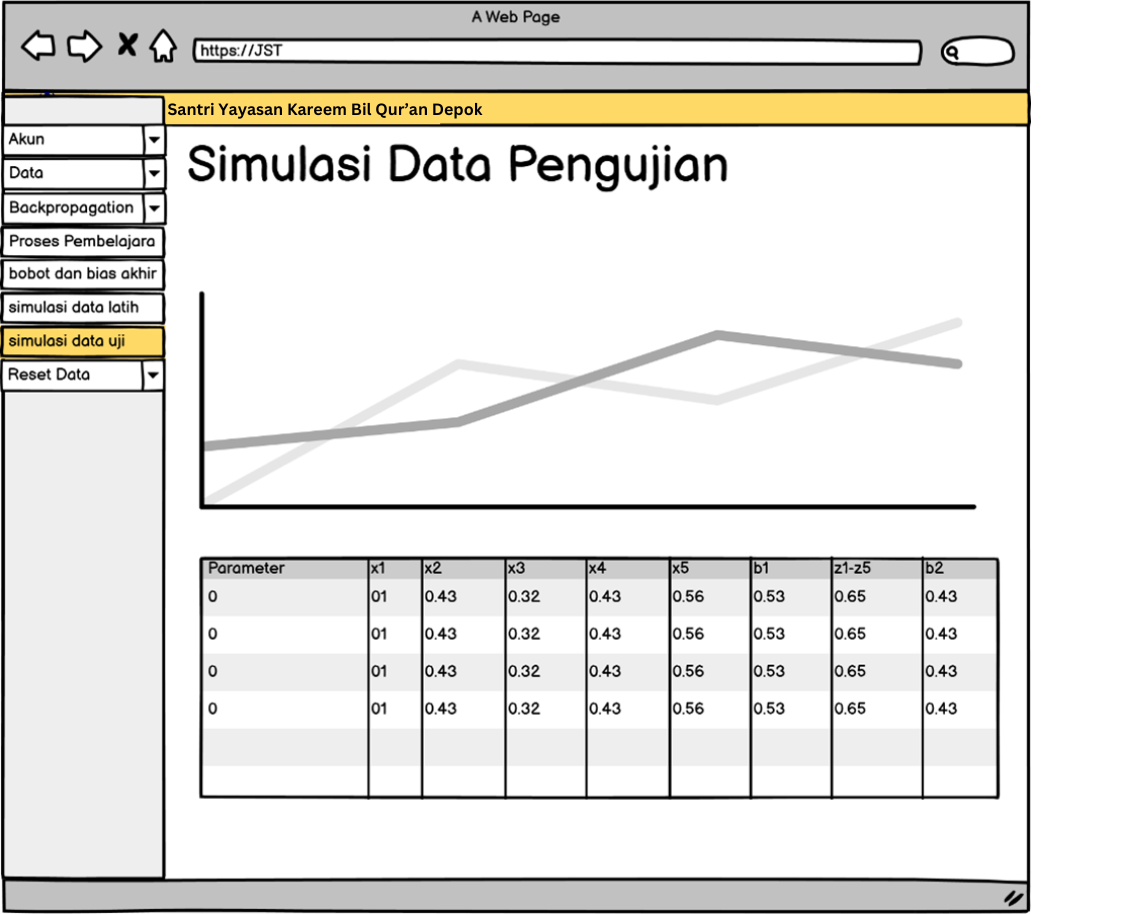 A Web Page
https://JST
Santri Yayasan Kareem Bil Qur’an Depok
Akun
Data
Backpropagation
Proses Pembelajara
bobot dan bias akhir
simulasi data latih
simulasi data uji
Reset Data
Simulasi Data Pengujian
Parameter x1 x2 x3 x4 x5 b1 z1-z5 b2
0 01 0.43 0.32 0.43 0.56 0.53 0.65 0.43
0 01 0.43 0.32 0.43 0.56 0.53 0.65 0.43
0 01 0.43 0.32 0.43 0.56 0.53 0.65 0.43
0 01 0.43 0.32 0.43 0.56 0.53 0.65 0.43